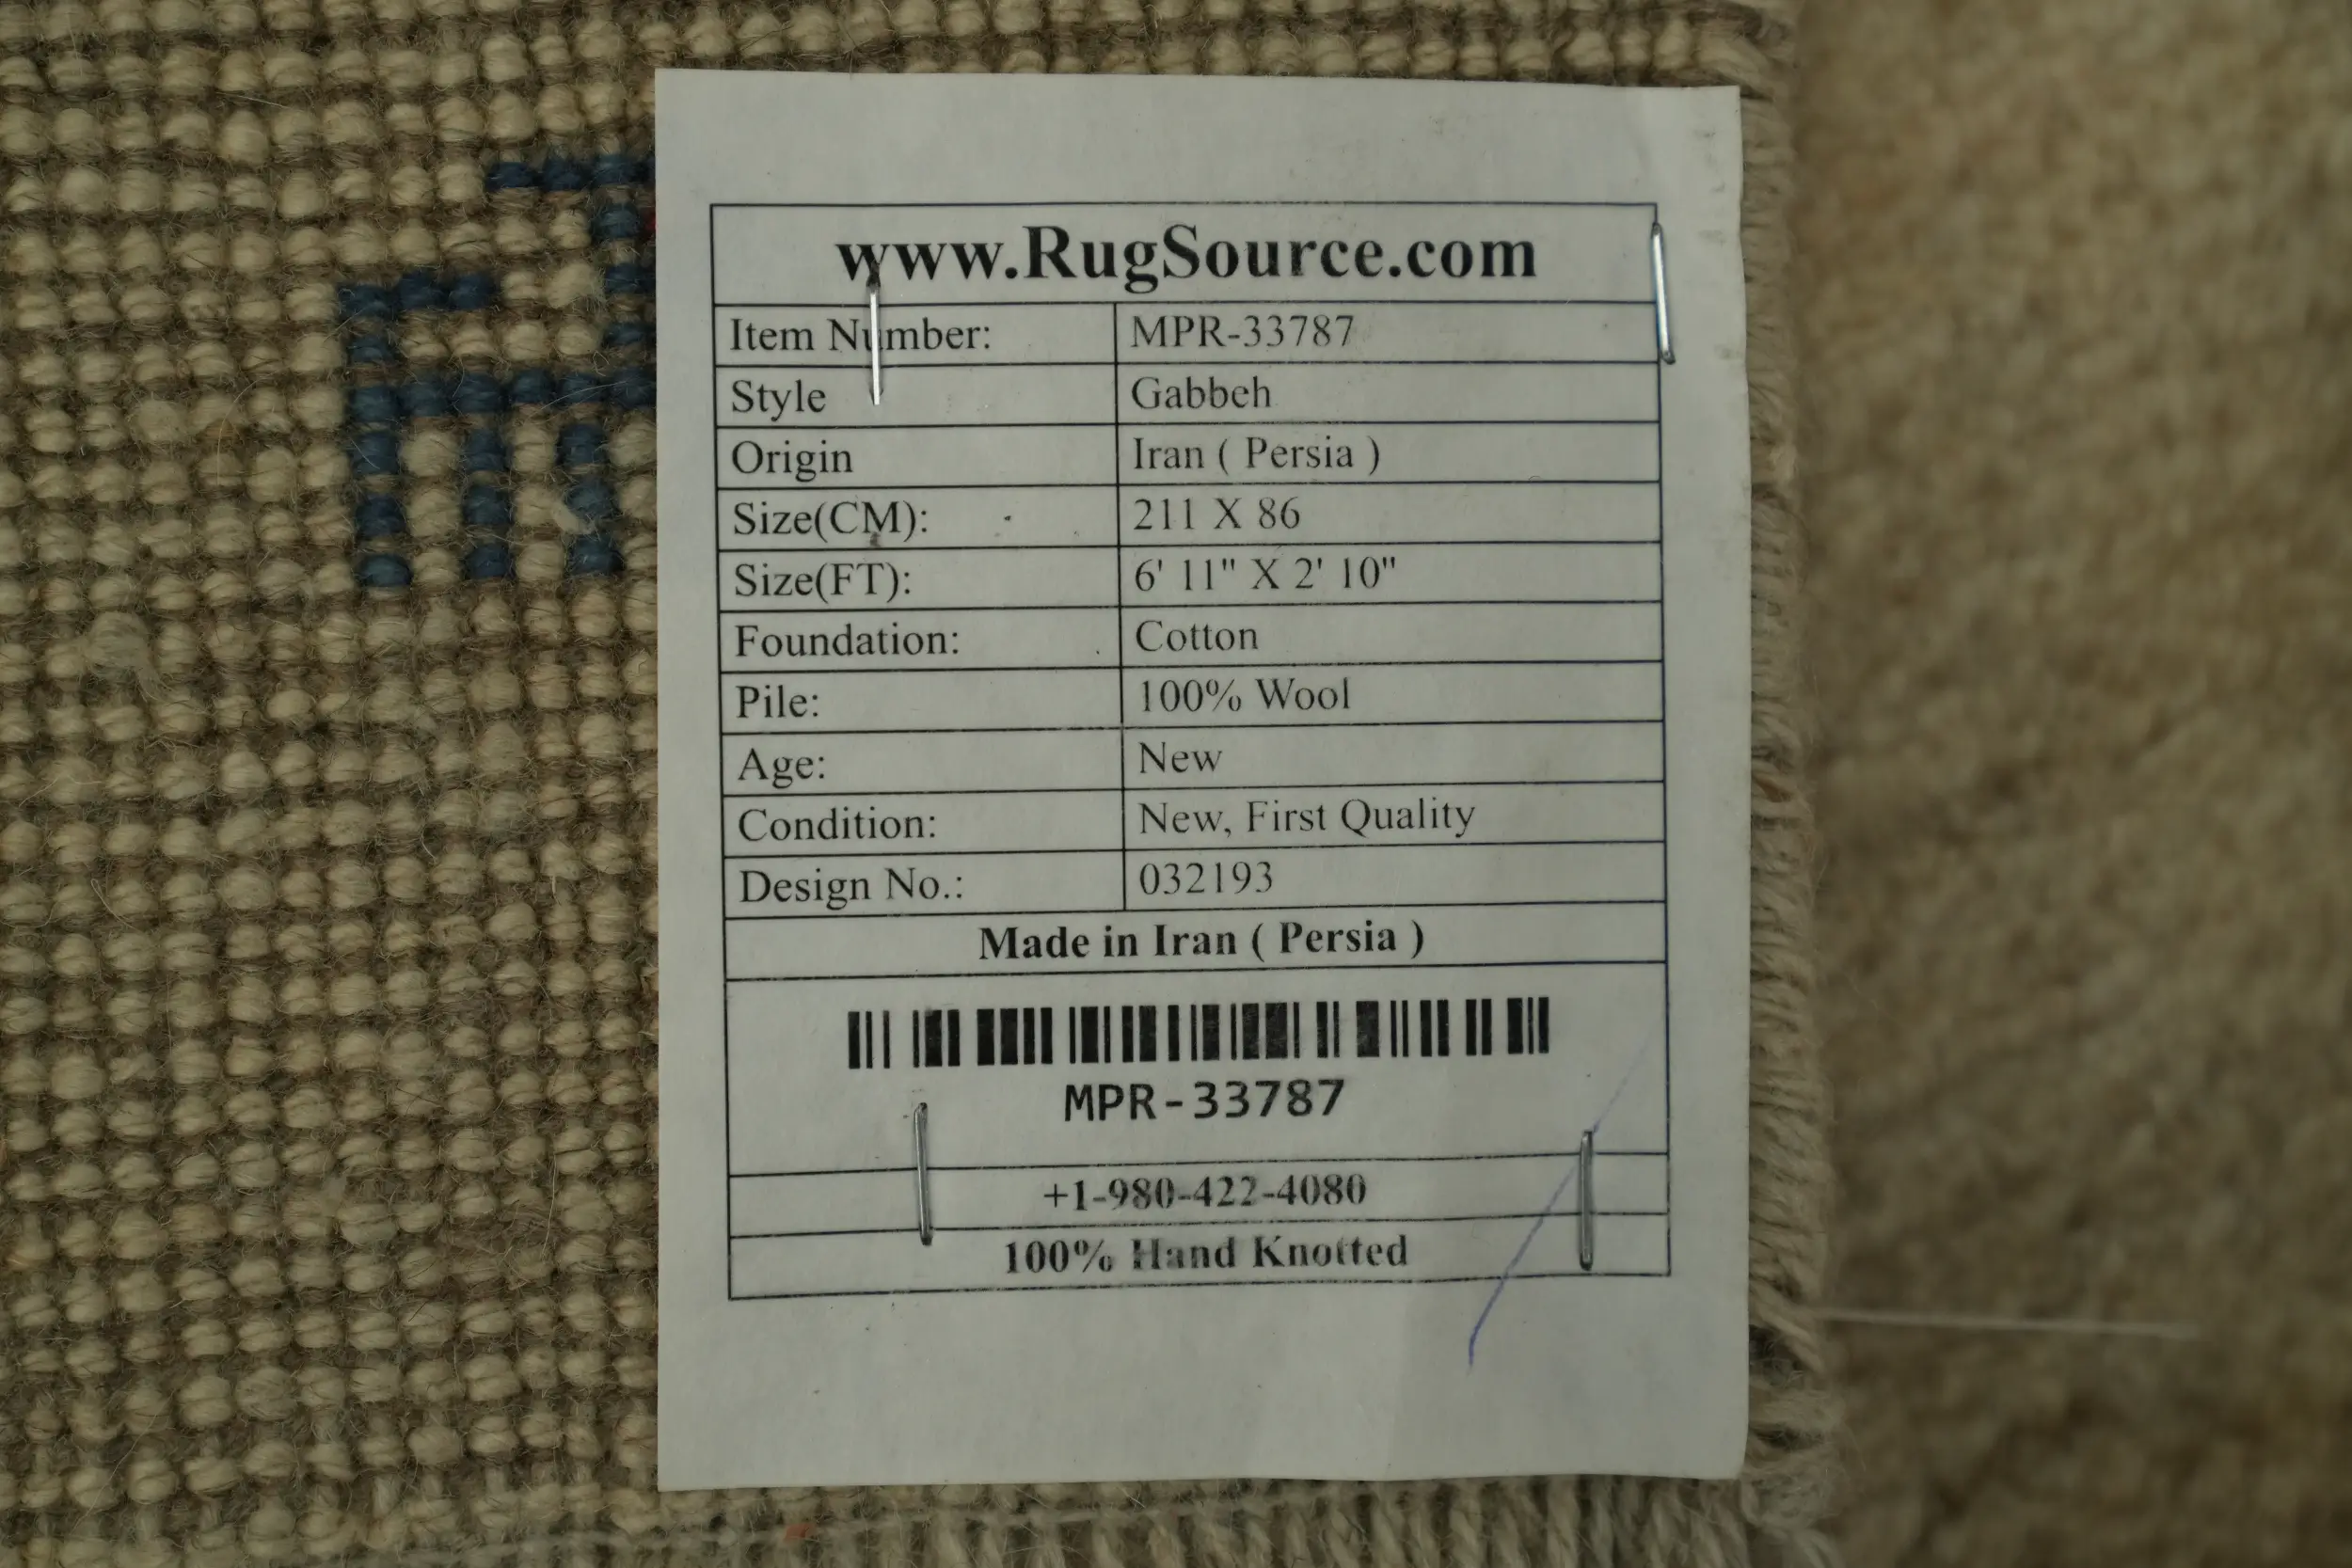 www.RugSource.com
Item Number: MPR-33787
Style Gabbeh
Origin Iran ( Persia )
Size(CM): 211 X 86
Size(FT): 6' 11" X 2' 10"
Foundation: Cotton
Pile: 100% Wool
Age: New
Condition: New, First Quality
Design No.: 032193
Made in Iran ( Persia )
MPR-33787
+1-980-422-4080
100% Hand Knotted